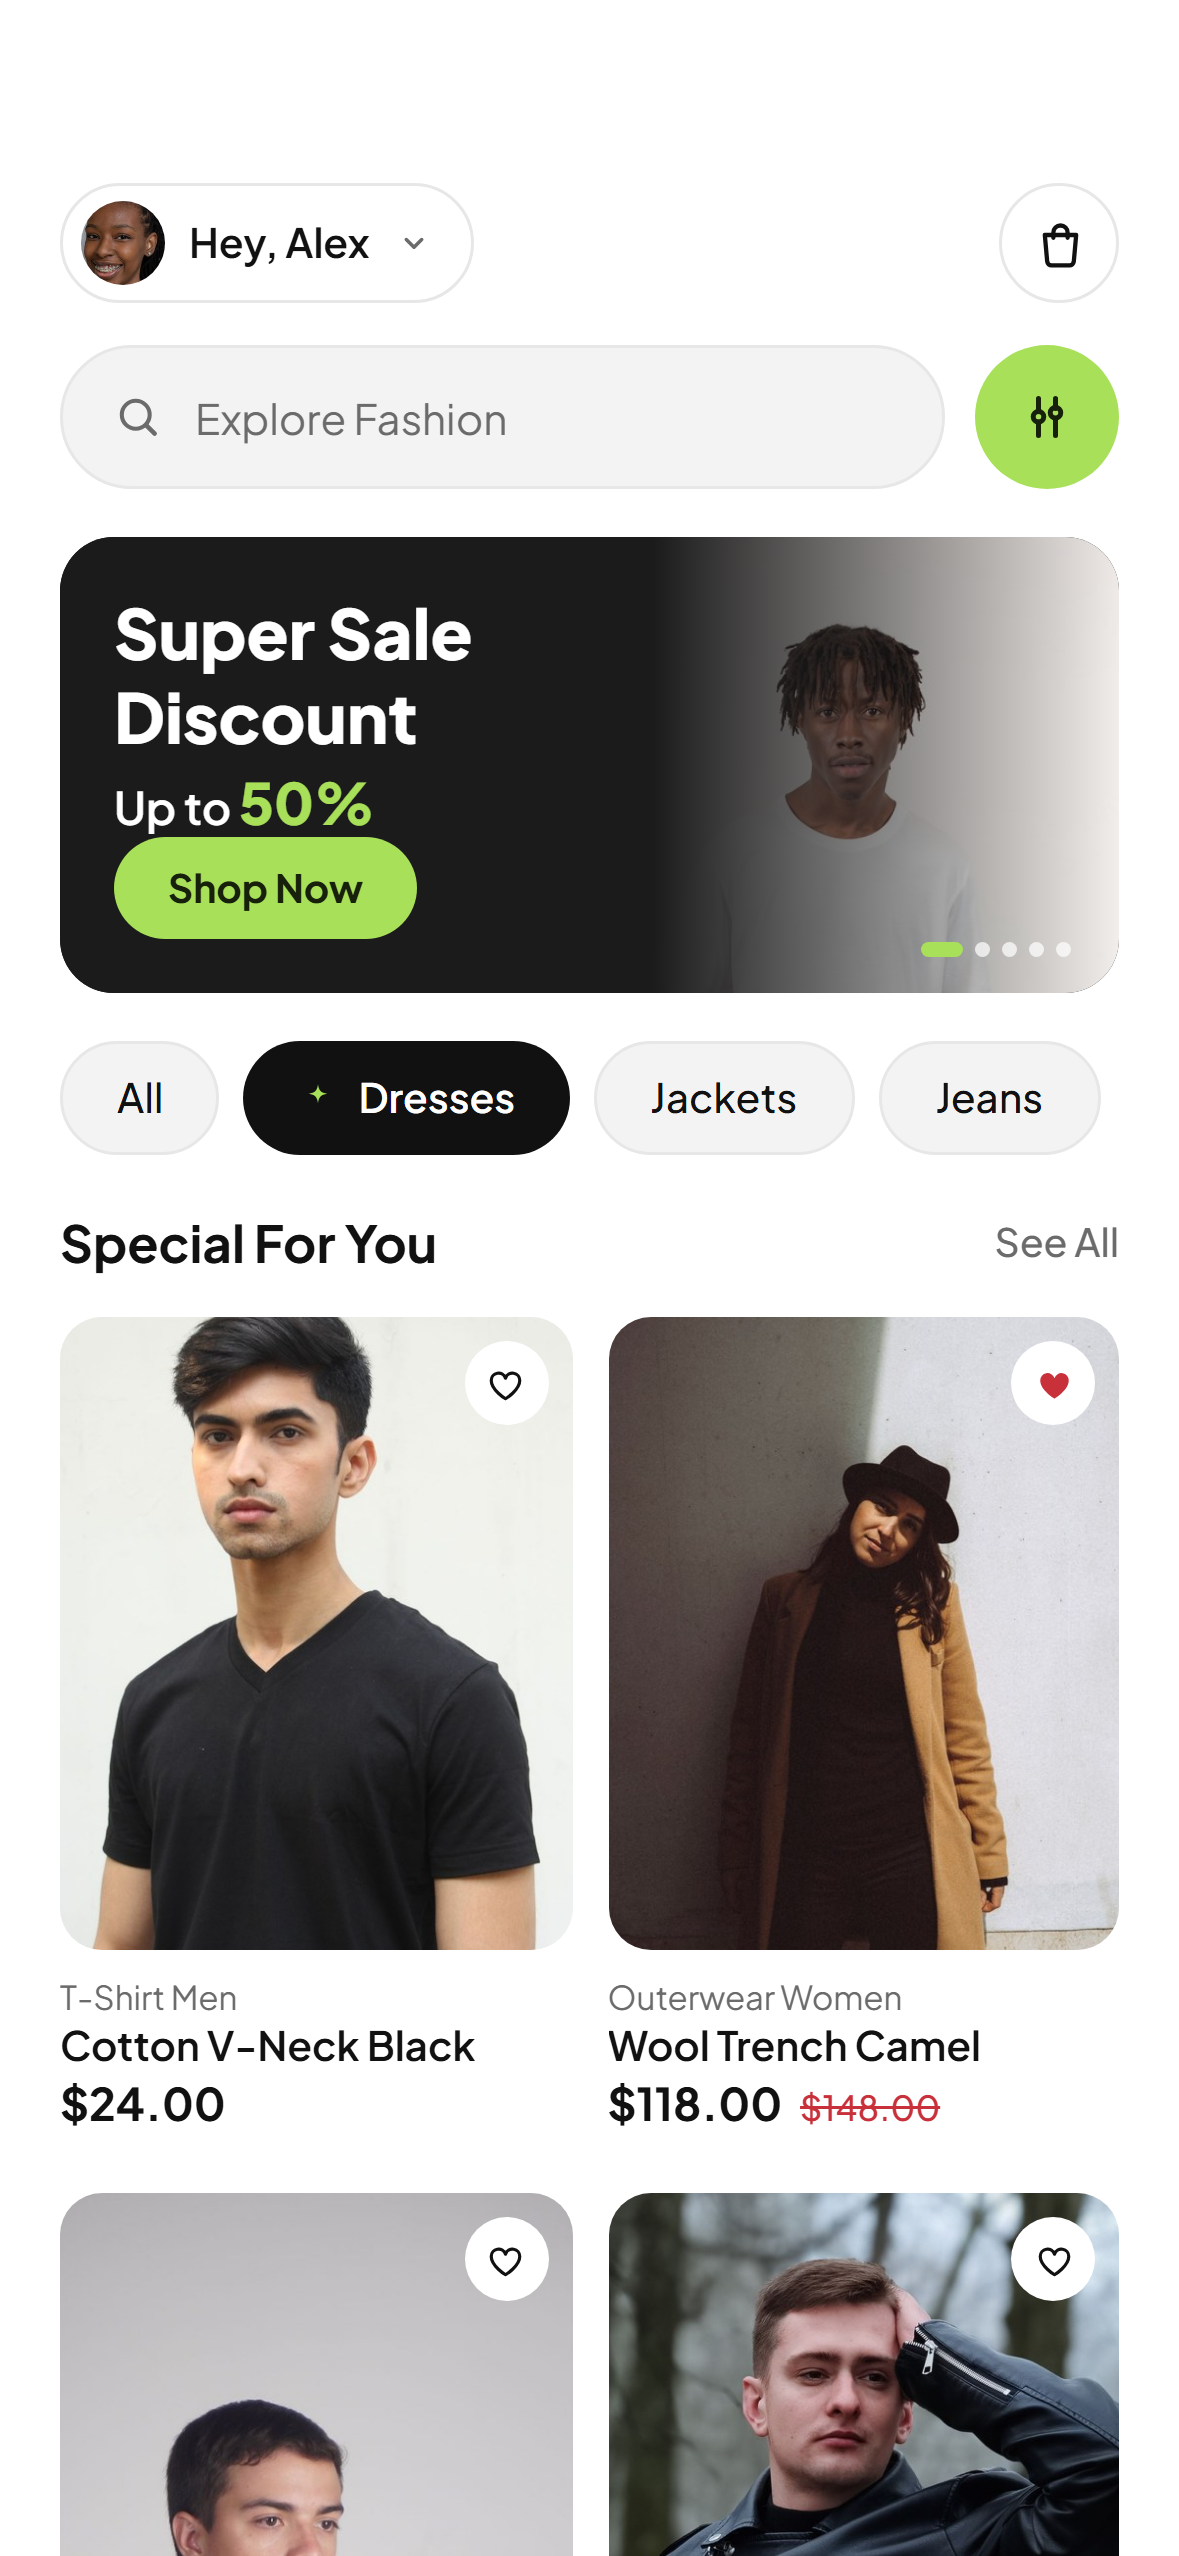 Hey, Alex
Explore Fashion
Super Sale
Discount
Up to 50%
Shop Now
All
Dresses
Jackets
Jeans
Special For You
See All
T-Shirt Men
Cotton V-Neck Black
$24.00
Outerwear Women
Wool Trench Camel
$118.00 $148.00